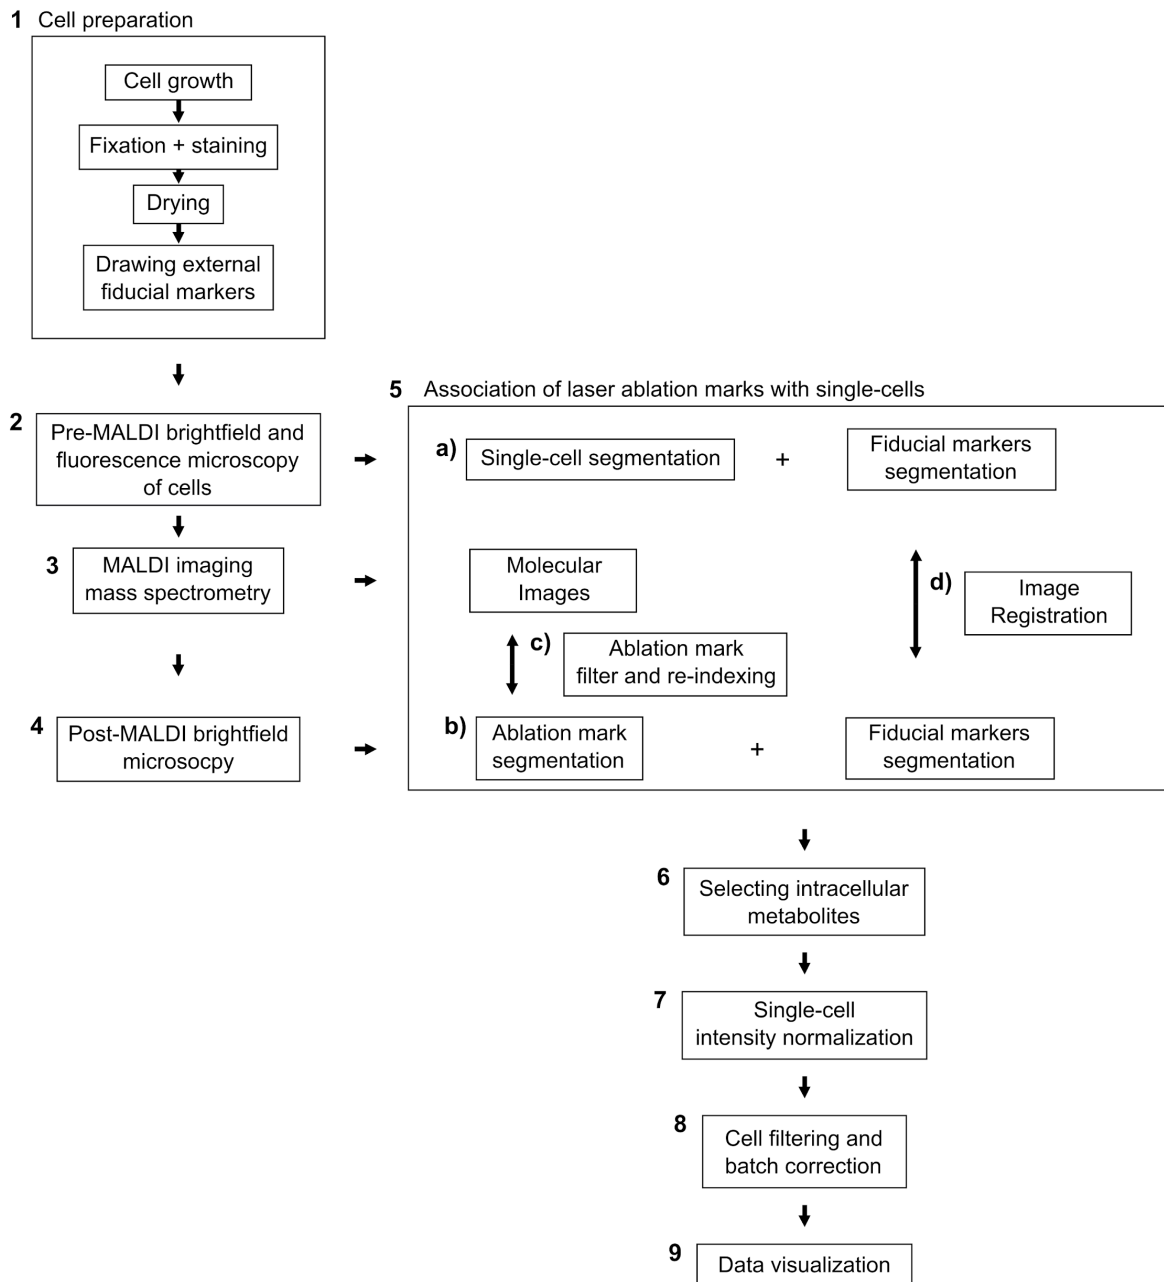 1 Cell preparation
Cell growth
Fixation + staining
Drying
Drawing external
fiducial markers
2 Pre-MALDI brightfield and
fluorescence microscopy
of cells
3 MALDI imaging
mass spectrometry
4 Post-MALDI brightfield
microsocpy
5 Association of laser ablation marks with single-cells
a) Single-cell segmentation + Fiducial markers
segmentation
Molecular
Images
c) Ablation mark
filter and re-indexing
d) Image
Registration
b) Ablation mark
segmentation
+
Fiducial markers
segmentation
6 Selecting intracellular
metabolites
7 Single-cell
intensity normalization
8 Cell filtering and
batch correction
9 Data visualization